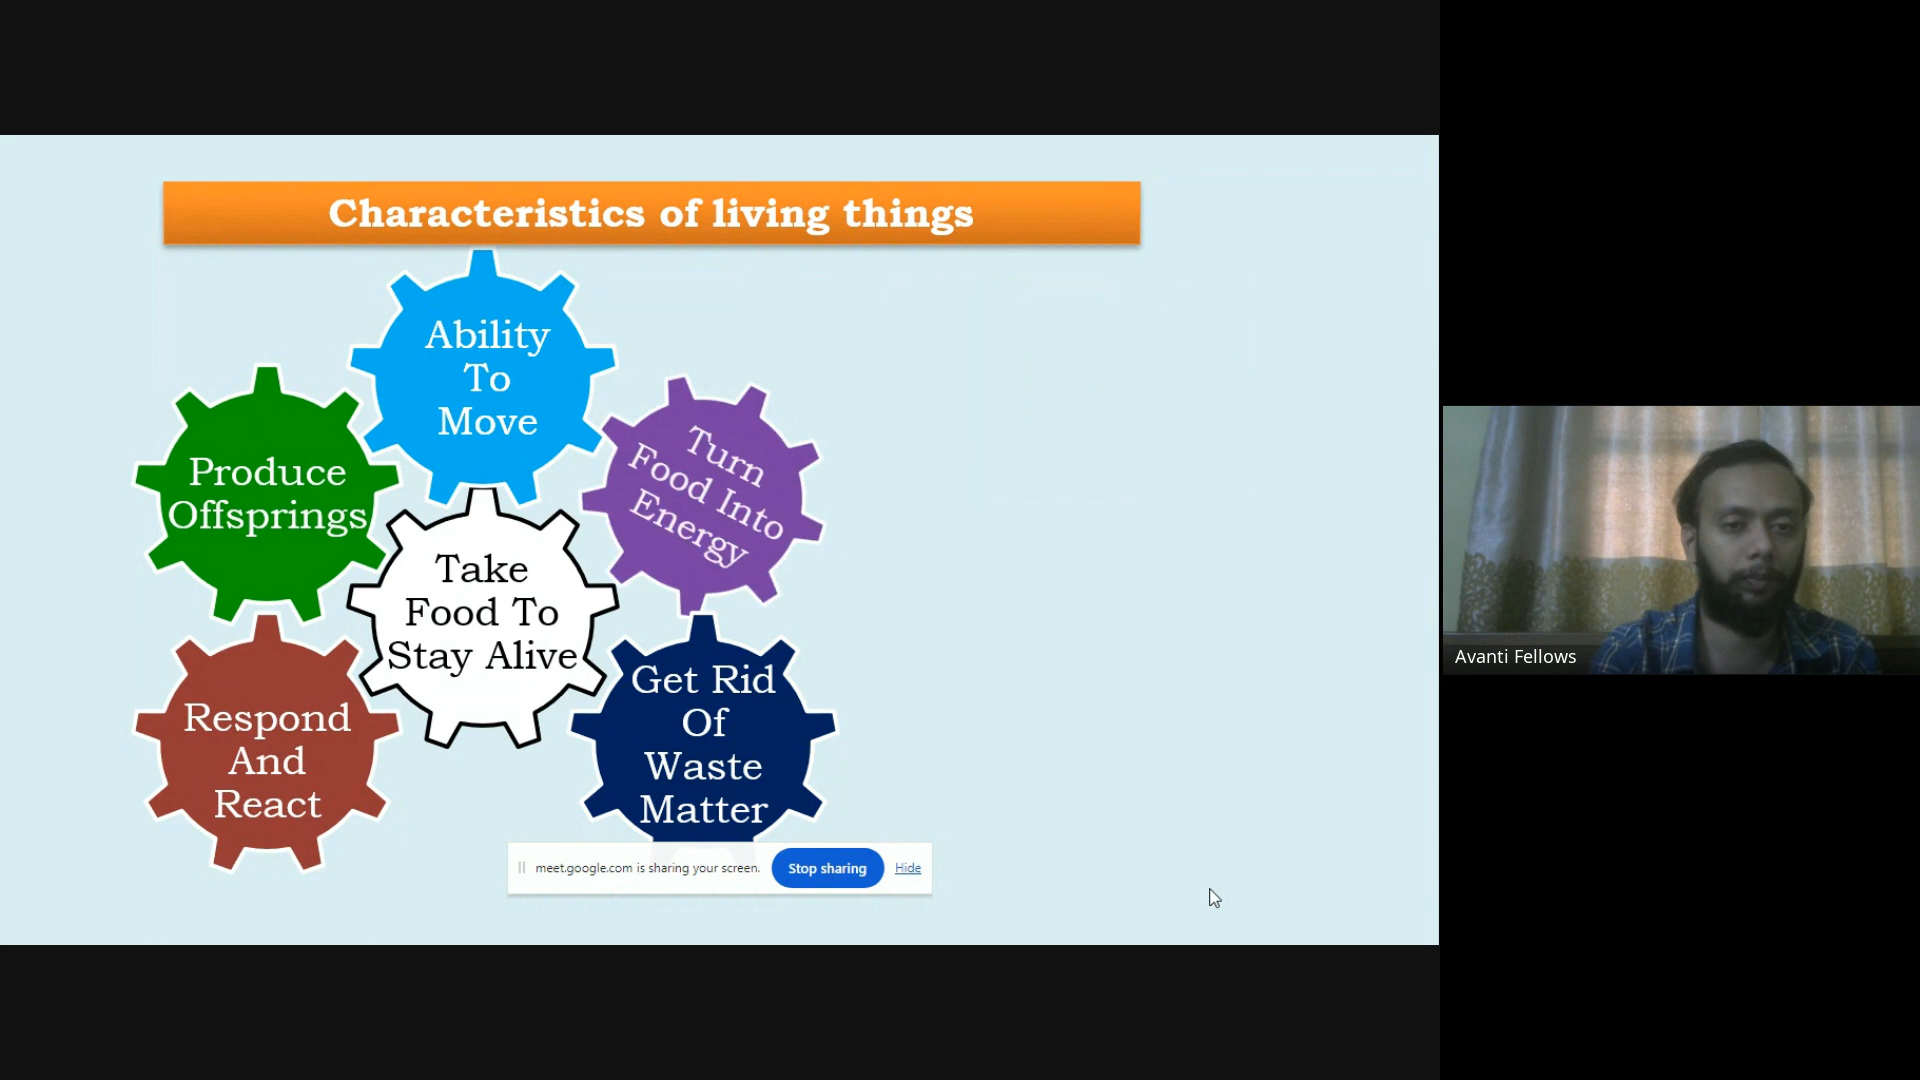 Characteristics of living things
Ability
To
Move
Produce
Offsprings
Turn
Food Into
Energy
Take
Food To
Stay Alive
Respond
And
React
Get Rid
Of
Waste
Matter
meet.google.com is sharing your screen. Stop sharing Hide
Avanti Fellows